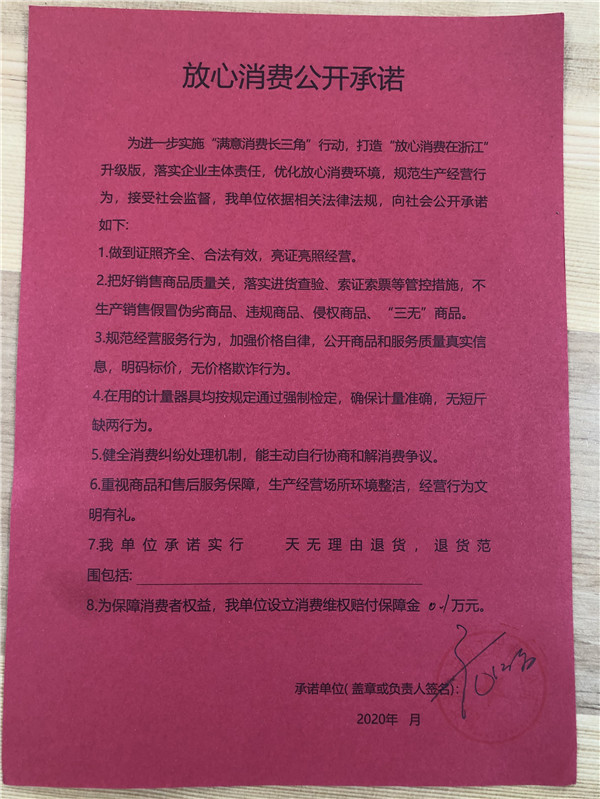 放心消费公开承诺
为进一步实施“满意消费长三角”行动，打造“放心消费在浙江”
升级版，落实企业主体责任，优化放心消费环境，规范生产经营行
为，接受社会监督，我单位依据相关法律法规，向社会公开承诺
如下:
1.做到证照齐全、合法有效，亮证亮照经营。
2.把好销售商品质量关，落实进货查验、索证索票等管控措施，不
生产销售假冒伪劣商品、违规商品、侵权商品、“三无”商品。
3.规范经营服务行为，加强价格自律，公开商品和服务质量真实信
息，明码标价，无价格欺诈行为。
4.在用的计量器具均按规定通过强制检定，确保计量准确，无短斤
缺两行为。
5.健全消费纠纷处理机制，能主动自行协商和解消费争议。
6.重视商品和售后服务保障，生产经营场所环境整洁，经营行为文
明有礼。
7.我单位承诺实行 天无理由退货，退货范
围包括:
8.为保障消费者权益，我单位设立消费维权赔付保障金 0.1万元。
承诺单位(盖章或负责人签名):
2020年 月